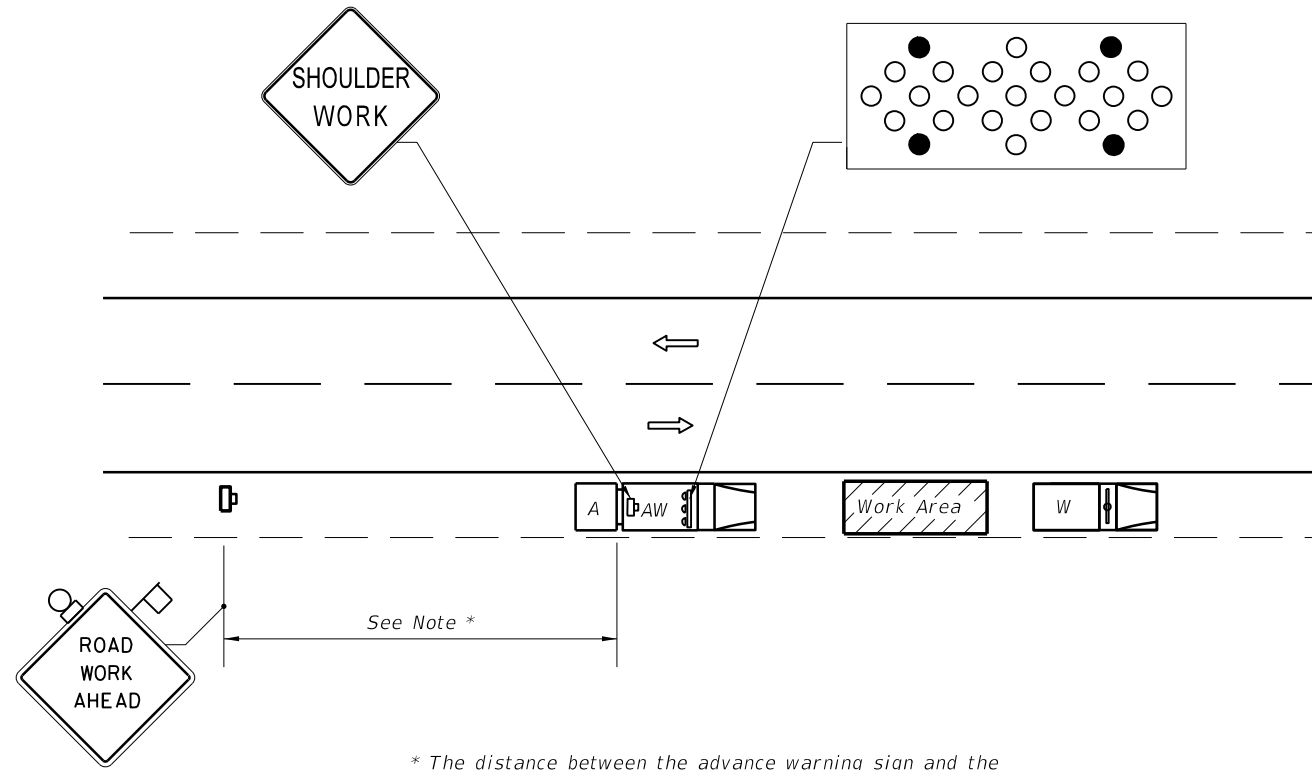 SHOULDER
WORK
A
AW
Work Area
W
See Note *
ROAD
WORK
AHEAD
* The distance between the advance warning sign and the